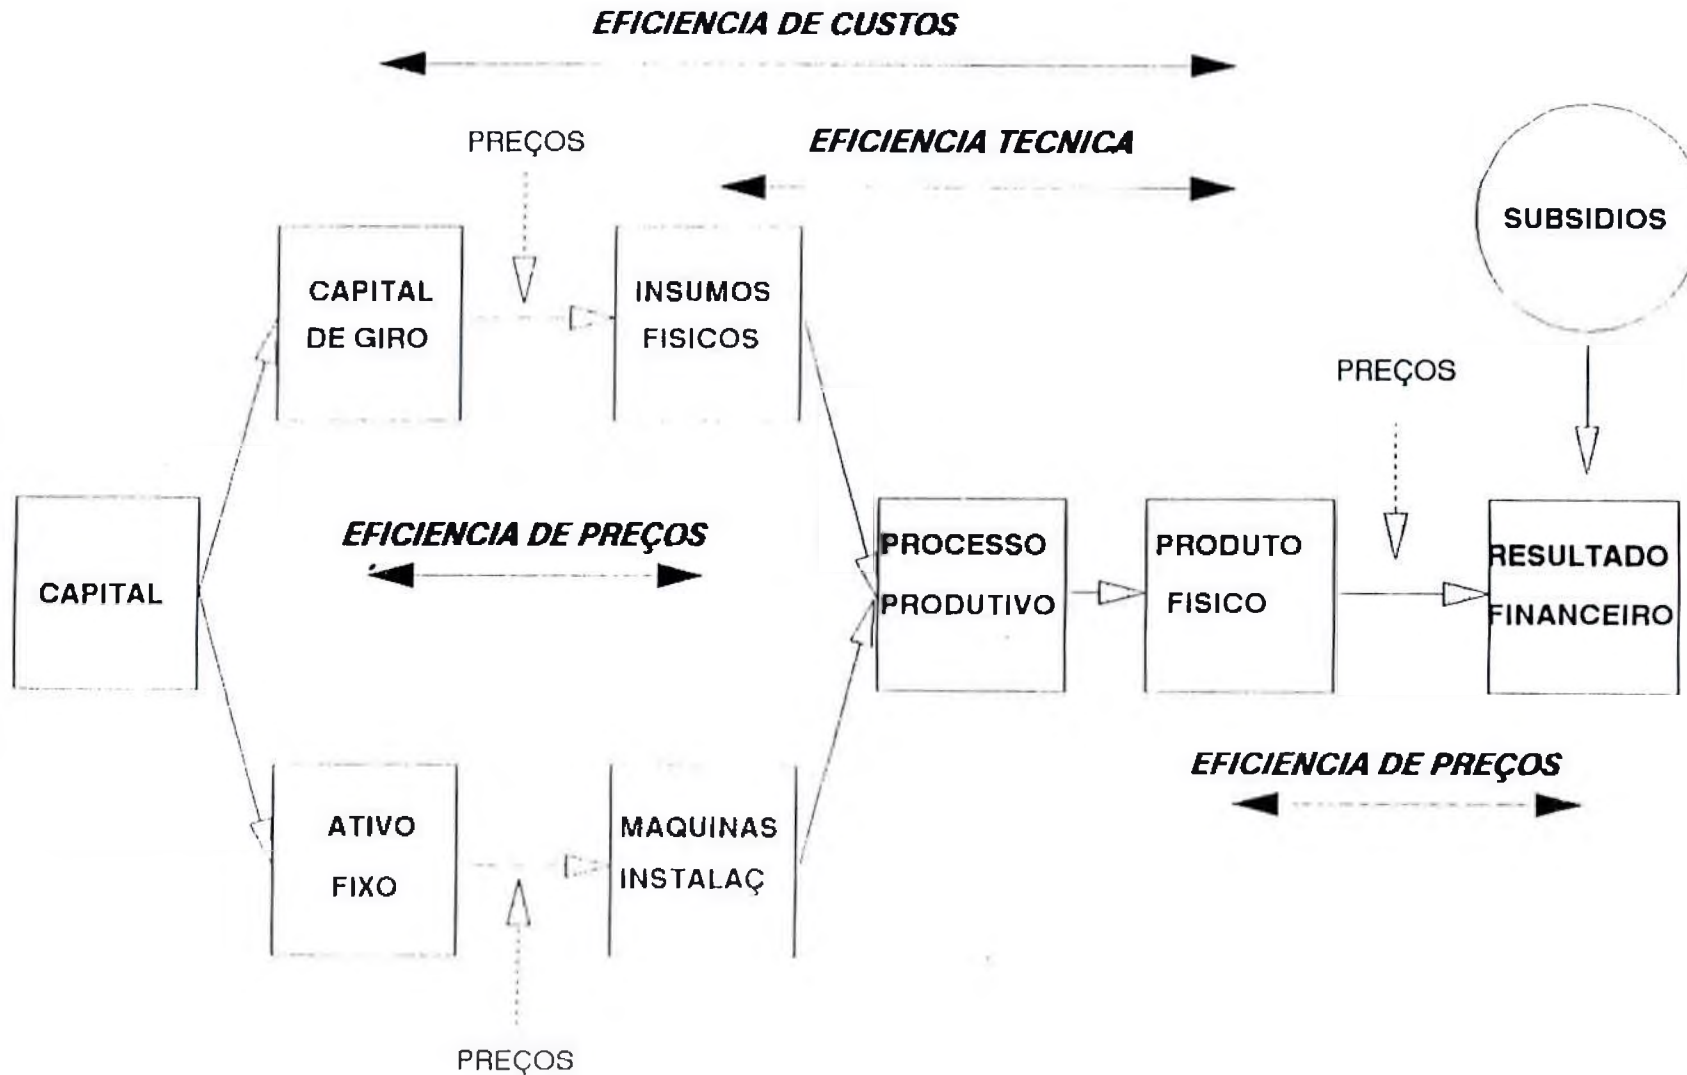 EFICIENCIA DE CUSTOS
PREÇOS
EFICIENCIA TECNICA
SUBSIDIOS
CAPITAL
DE GIRO
INSUMOS
FISICOS
PREÇOS
EFICIENCIA DE PREÇOS
CAPITAL
PROCESSO
PRODUTIVO
PRODUTO
FISICO
RESULTADO
FINANCEIRO
EFICIENCIA DE PREÇOS
ATIVO
FIXO
MAQUINAS
INSTALAÇ
PREÇOS